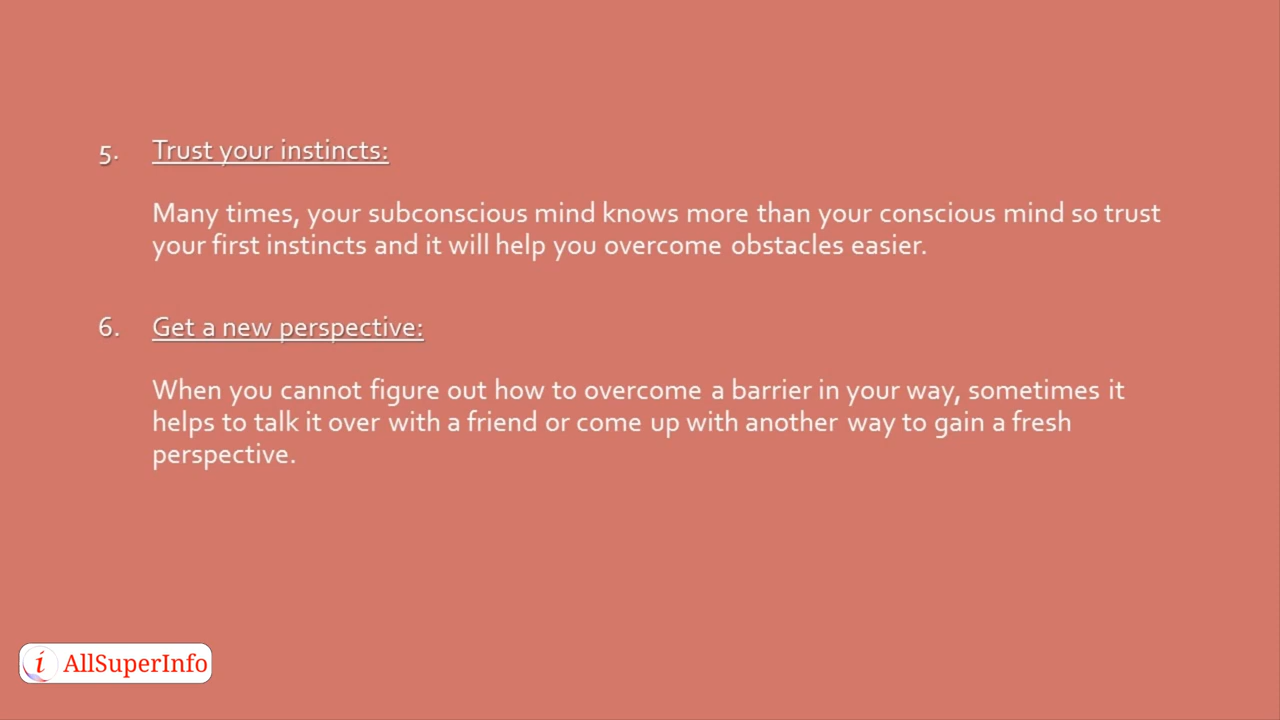 5. Trust your instincts:
Many times, your subconscious mind knows more than your conscious mind so trust
your first instincts and it will help you overcome obstacles easier.
6. Get a new perspective:
When you cannot figure out how to overcome a barrier in your way, sometimes it
helps to talk it over with a friend or come up with another way to gain a fresh
perspective.
i AllSuperInfo